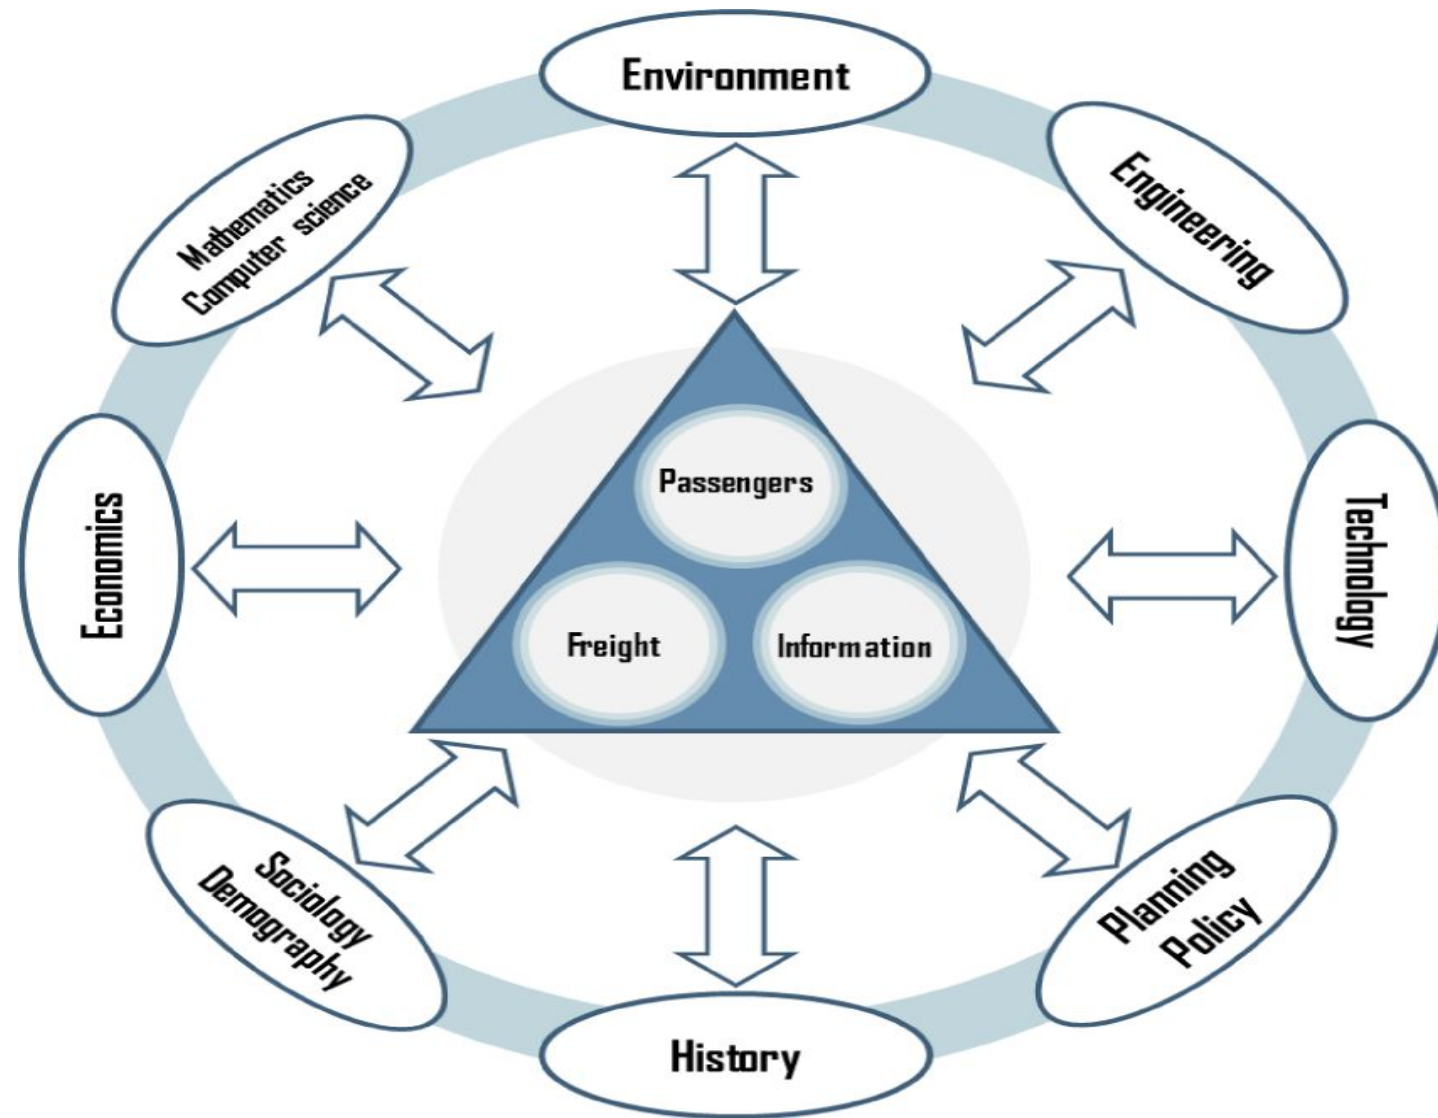 Environment
Engineering
Mathematics
Computer science
Passengers
Economics
Technology
Freight
Information
Sociology
Demography
Planning
Policy
History